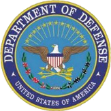 DEPARTMENT OF DEFENSE
UNITED STATES OF AMERICA